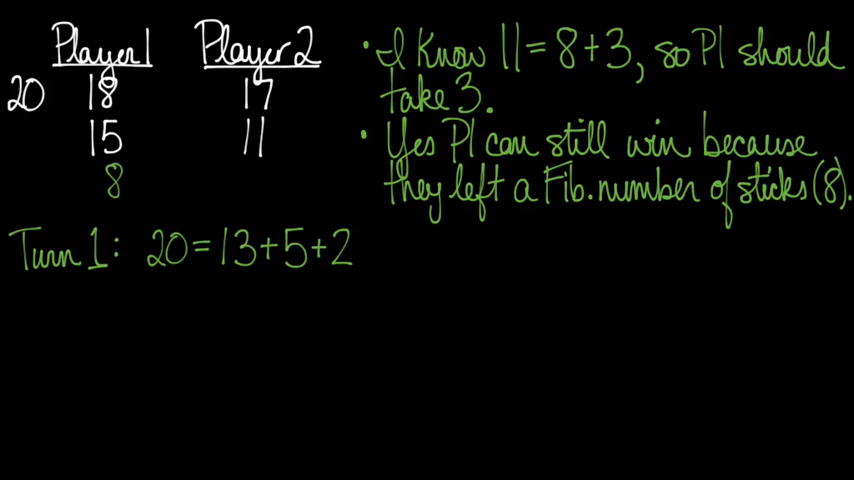 Player 1 Player 2
20 18 17
15 11
8
• I know 11 = 8 + 3, so P1 should
take 3.
• Yes P1 can still win because
they left a Fib. number of sticks (8).
Turn 1: 20 = 13 + 5 + 2